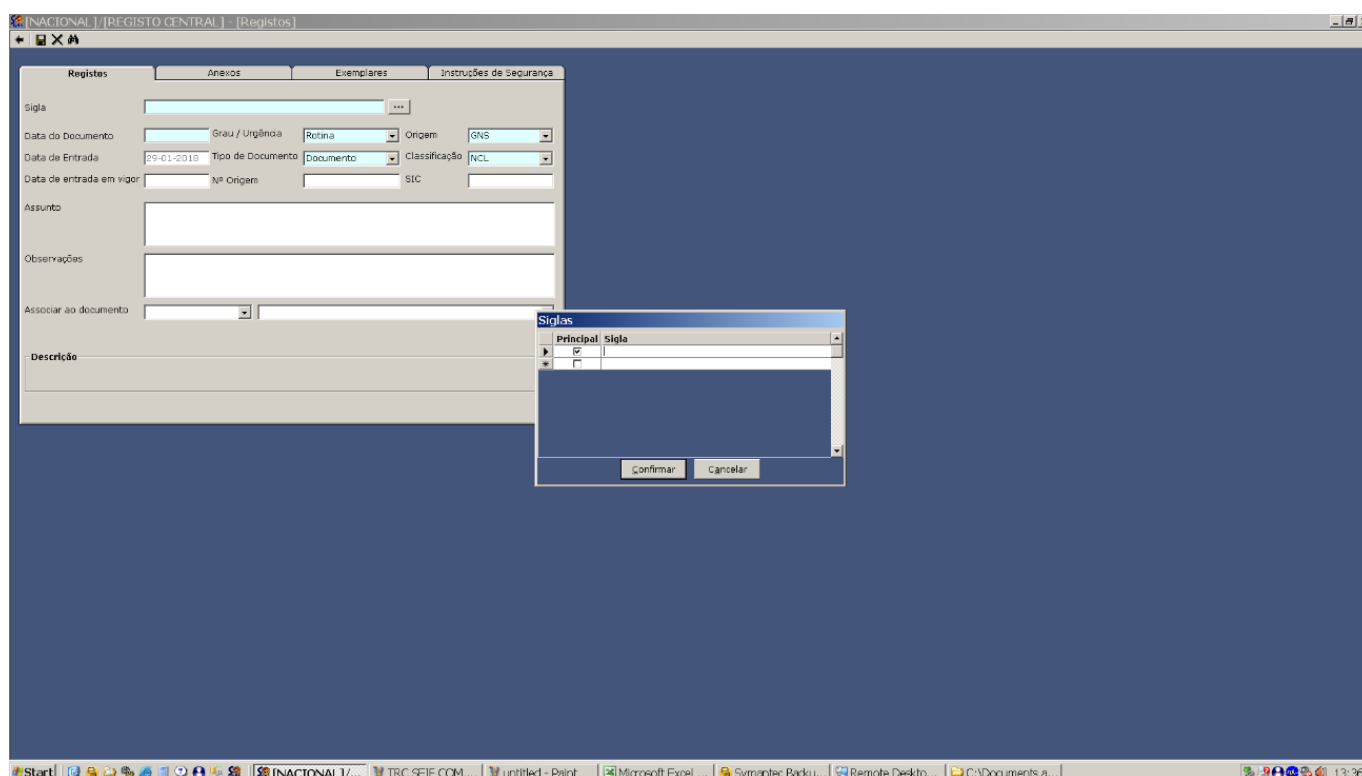 [NACIONAL]/[REGISTO CENTRAL] - [Registos]
Registos Anexos Exemplares Instruções de Segurança
Sigla ...
Data do Documento Grau / Urgência Rotina Origem GNS
Data de Entrada 29-01-2018 Tipo de Documento Documento Classificação NCL
Data de entrada em vigor Nº Origem SIC
Assunto
Observações
Associar ao documento
Descrição
Siglas
Principal Sigla
Confirmar Cancelar
Start [NACIONAL]/... TRC SEIF COM... untitled - Paint Microsoft Excel ... Symantec Backu... Remote Deskto... C:\Documents a... 13:36